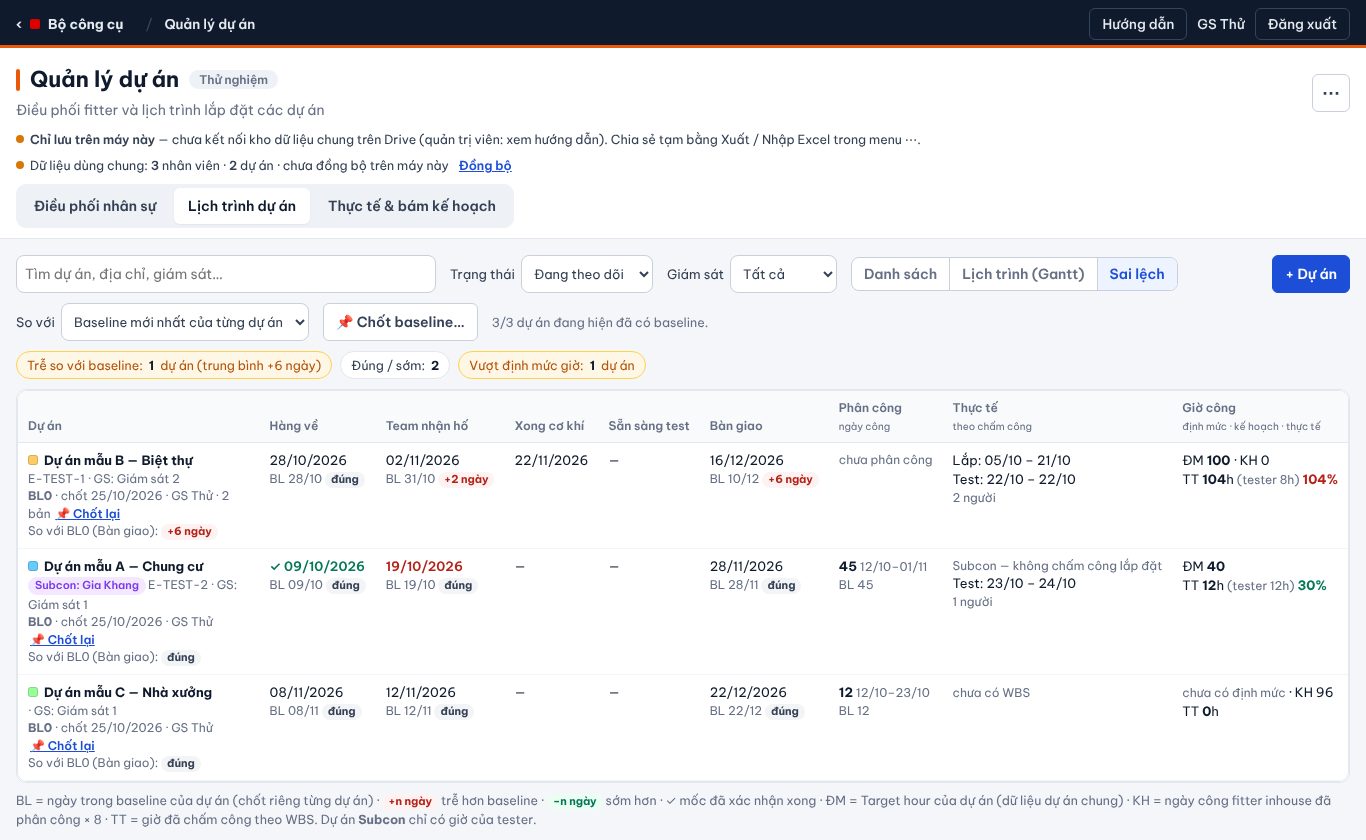 ‹ Bộ công cụ / Quản lý dự án Hướng dẫn GS Thử Đăng xuất
Quản lý dự án Thử nghiệm
Điều phối fitter và lịch trình lắp đặt các dự án
Chỉ lưu trên máy này — chưa kết nối kho dữ liệu chung trên Drive (quản trị viên: xem hướng dẫn). Chia sẻ tạm bằng Xuất / Nhập Excel trong menu ⋯.
Dữ liệu dùng chung: 3 nhân viên · 2 dự án · chưa đồng bộ trên máy này Đồng bộ
Điều phối nhân sự Lịch trình dự án Thực tế & bám kế hoạch
Tìm dự án, địa chỉ, giám sát... Trạng thái Đang theo dõi Giám sát Tất cả Danh sách Lịch trình (Gantt) Sai lệch + Dự án
So với Baseline mới nhất của từng dự án 📌 Chốt baseline... 3/3 dự án đang hiện đã có baseline.
Trễ so với baseline: 1 dự án (trung bình +6 ngày) Đúng / sớm: 2 Vượt định mức giờ: 1 dự án
Dự án Hàng về Team nhận hố Xong cơ khí Sẵn sàng test Bàn giao Phân công Thực tế Giờ công
ngày công theo chấm công định mức · kế hoạch · thực tế
Dự án mẫu B — Biệt thự 28/10/2026 02/11/2026 22/11/2026 — 16/12/2026 chưa phân công Lắp: 05/10 – 21/10 ĐM 100 · KH 0
E-TEST-1 · GS: Giám sát 2 BL 28/10 đúng BL 31/10 +2 ngày BL 10/12 +6 ngày Test: 22/10 – 22/10 TT 104h (tester 8h) 104%
BL0 · chốt 25/10/2026 · GS Thử · 2 2 người
bản 📌 Chốt lại
So với BL0 (Bàn giao): +6 ngày
Dự án mẫu A — Chung cư ✓ 09/10/2026 19/10/2026 — — 28/11/2026 45 12/10–01/11 Subcon — không chấm công lắp đặt ĐM 40
Subcon: Gia Khang E-TEST-2 · GS: BL 09/10 đúng BL 19/10 đúng BL 28/11 đúng BL 45 Test: 23/10 – 24/10 TT 12h (tester 12h) 30%
Giám sát 1 1 người
BL0 · chốt 25/10/2026 · GS Thử
📌 Chốt lại
So với BL0 (Bàn giao): đúng
Dự án mẫu C — Nhà xưởng 08/11/2026 12/11/2026 — — 22/12/2026 12 12/10–23/10 chưa có WBS chưa có định mức · KH 96
· GS: Giám sát 1 BL 08/11 đúng BL 12/11 đúng BL 22/12 đúng BL 12 TT 0h
BL0 · chốt 25/10/2026 · GS Thử
📌 Chốt lại
So với BL0 (Bàn giao): đúng
BL = ngày trong baseline của dự án (chốt riêng từng dự án) · +n ngày trễ hơn baseline · −n ngày sớm hơn · ✓ mốc đã xác nhận xong · ĐM = Target hour của dự án (dữ liệu dự án chung) · KH = ngày công fitter inhouse đã
phân công × 8 · TT = giờ đã chấm công theo WBS. Dự án Subcon chỉ có giờ của tester.